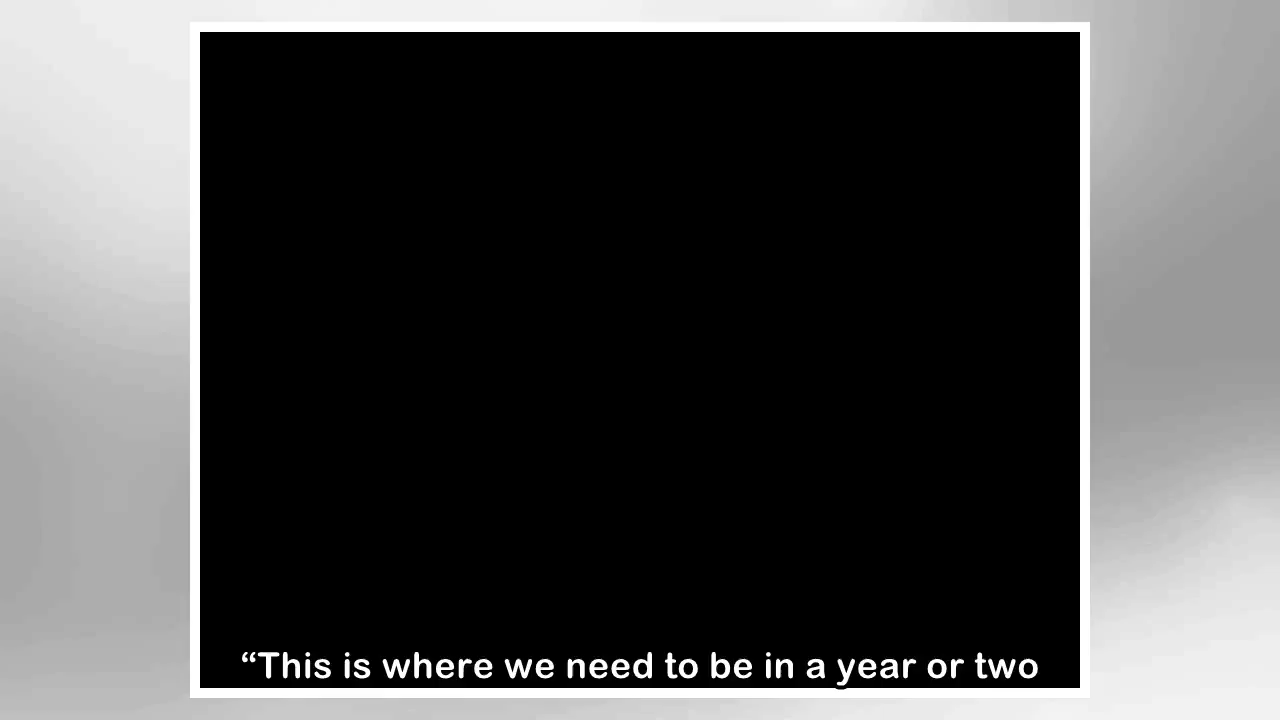 “This is where we need to be in a year or two